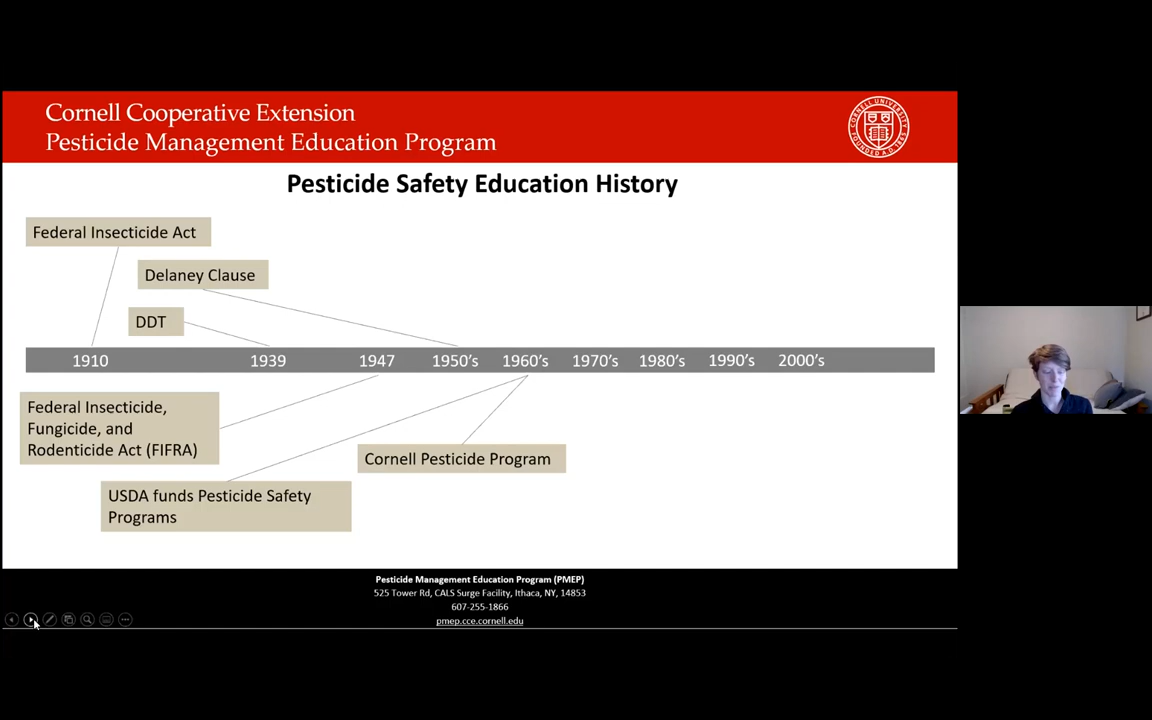 Cornell Cooperative Extension
Pesticide Management Education Program
Pesticide Safety Education History
Federal Insecticide Act
Delaney Clause
DDT
1910 1939 1947 1950’s 1960’s 1970’s 1980’s 1990’s 2000’s
Federal Insecticide,
Fungicide, and
Rodenticide Act (FIFRA)
Cornell Pesticide Program
USDA funds Pesticide Safety
Programs
Pesticide Management Education Program (PMEP)
525 Tower Rd, CALS Surge Facility, Ithaca, NY, 14853
607-255-1866
pmep.cce.cornell.edu